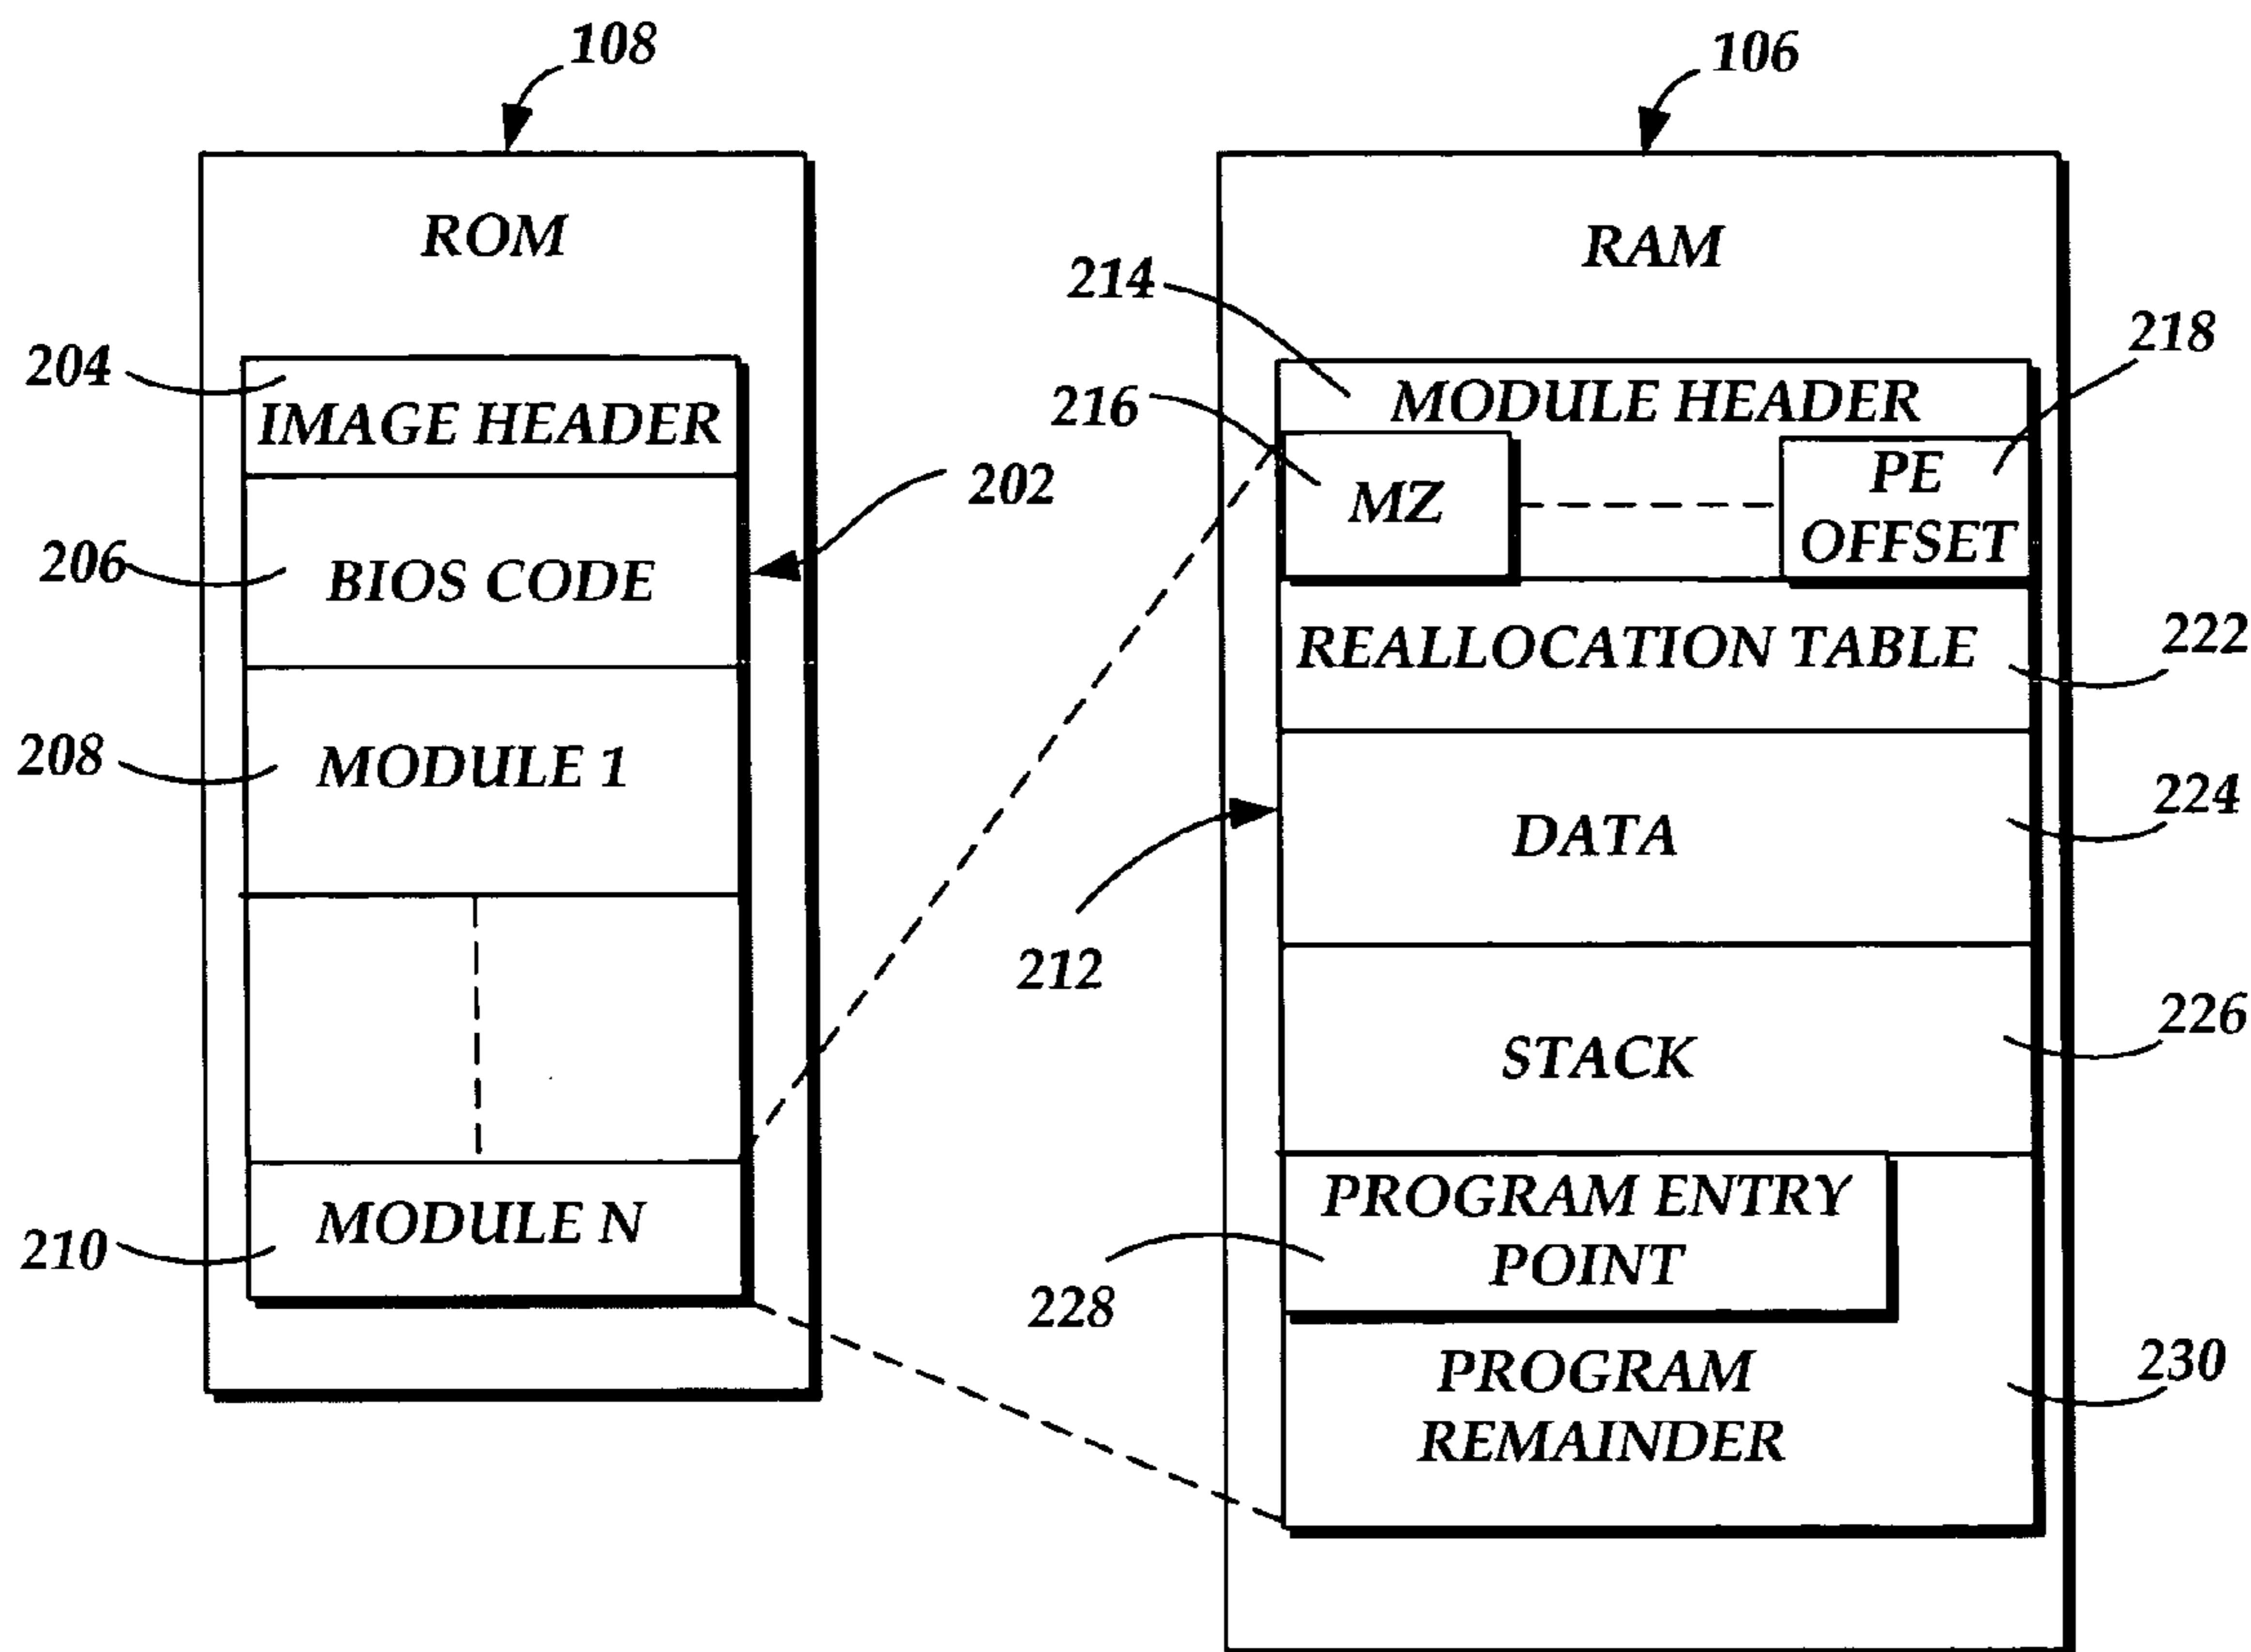 108
ROM
204
IMAGE HEADER
202
206
BIOS CODE
208
MODULE 1
210
MODULE N
106
RAM
214
MODULE HEADER
218
216
MZ
PE
OFFSET
REALLOCATION TABLE
222
DATA
224
212
STACK
226
PROGRAM ENTRY
POINT
228
PROGRAM
REMAINDER
230